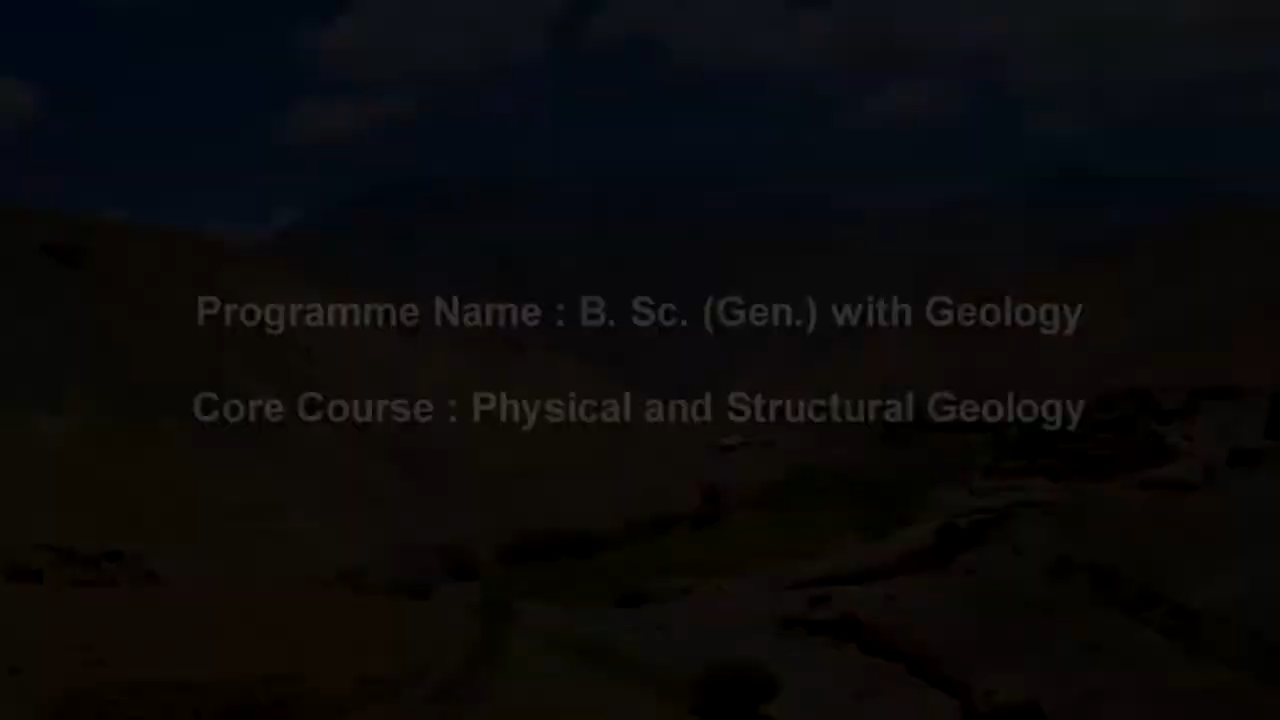 Programme Name : B. Sc. (Gen.) with Geology
Core Course : Physical and Structural Geology